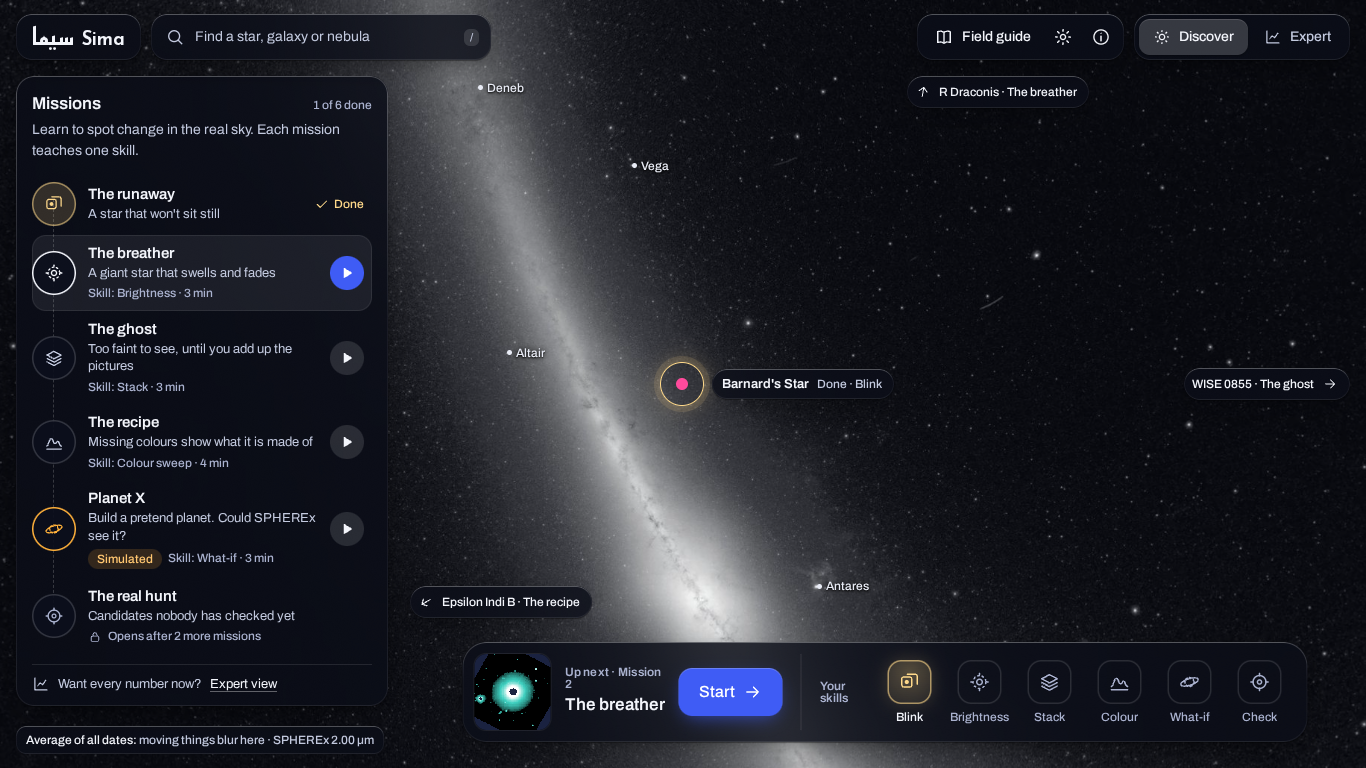 سيما Sima
Find a star, galaxy or nebula /
Field guide
Discover
Expert
Missions
1 of 6 done
Learn to spot change in the real sky. Each mission
teaches one skill.
The runaway
A star that won't sit still
Done
The breather
A giant star that swells and fades
Skill: Brightness · 3 min
The ghost
Too faint to see, until you add up the
pictures
Skill: Stack · 3 min
The recipe
Missing colours show what it is made of
Skill: Colour sweep · 4 min
Planet X
Build a pretend planet. Could SPHEREx
see it?
Simulated Skill: What-if · 3 min
The real hunt
Candidates nobody has checked yet
Opens after 2 more missions
Want every number now? Expert view
Average of all dates: moving things blur here · SPHEREx 2.00 µm
Deneb
R Draconis · The breather
Vega
Altair
Barnard's Star Done · Blink
WISE 0855 · The ghost
Antares
Epsilon Indi B · The recipe
Up next · Mission
2
The breather
Start
Your
skills
Blink
Brightness
Stack
Colour
What-if
Check